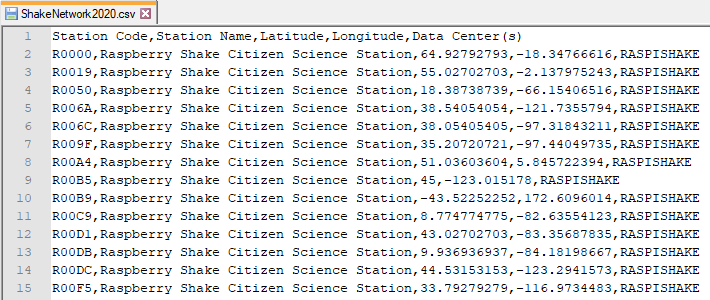 ShakeNetwork2020.csv
1 Station Code,Station Name,Latitude,Longitude,Data Center(s)
2 R0000,Raspberry Shake Citizen Science Station,64.92792793,-18.34766616,RASPISHAKE
3 R0019,Raspberry Shake Citizen Science Station,55.02702703,-2.137975243,RASPISHAKE
4 R0050,Raspberry Shake Citizen Science Station,18.38738739,-66.15406516,RASPISHAKE
5 R006A,Raspberry Shake Citizen Science Station,38.54054054,-121.7355794,RASPISHAKE
6 R006C,Raspberry Shake Citizen Science Station,38.05405405,-97.31843211,RASPISHAKE
7 R009F,Raspberry Shake Citizen Science Station,35.20720721,-97.44049735,RASPISHAKE
8 R00A4,Raspberry Shake Citizen Science Station,51.03603604,5.845722394,RASPISHAKE
9 R00B5,Raspberry Shake Citizen Science Station,45,-123.015178,RASPISHAKE
10 R00B9,Raspberry Shake Citizen Science Station,-43.52252252,172.6096014,RASPISHAKE
11 R00C9,Raspberry Shake Citizen Science Station,8.774774775,-82.63554123,RASPISHAKE
12 R00D1,Raspberry Shake Citizen Science Station,43.02702703,-83.35687835,RASPISHAKE
13 R00DB,Raspberry Shake Citizen Science Station,9.936936937,-84.18198667,RASPISHAKE
14 R00DC,Raspberry Shake Citizen Science Station,44.53153153,-123.2941573,RASPISHAKE
15 R00F5,Raspberry Shake Citizen Science Station,33.79279279,-116.9734483,RASPISHAKE